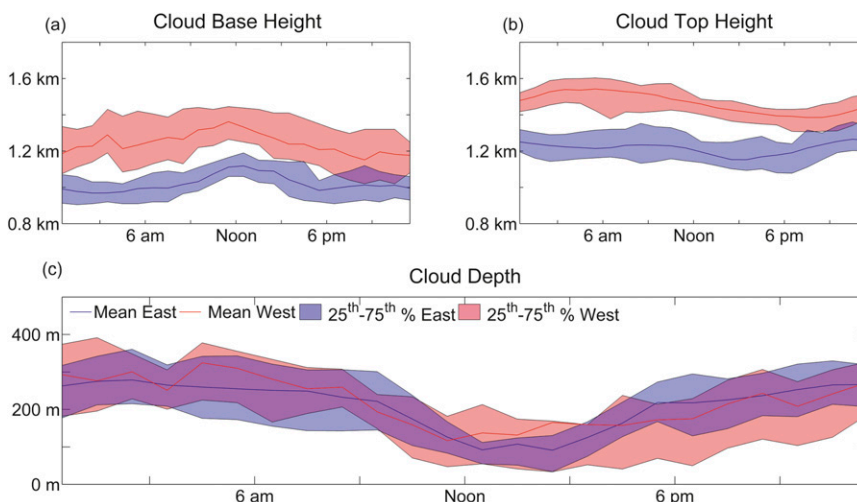 (a) Cloud Base Height
1.6 km
1.2 km
0.8 km
6 am Noon 6 pm
(b) Cloud Top Height
1.6 km
1.2 km
0.8 km
6 am Noon 6 pm
(c) Cloud Depth
Mean East Mean West 25th-75th % East 25th-75th % West
400 m
200 m
0 m
6 am Noon 6 pm